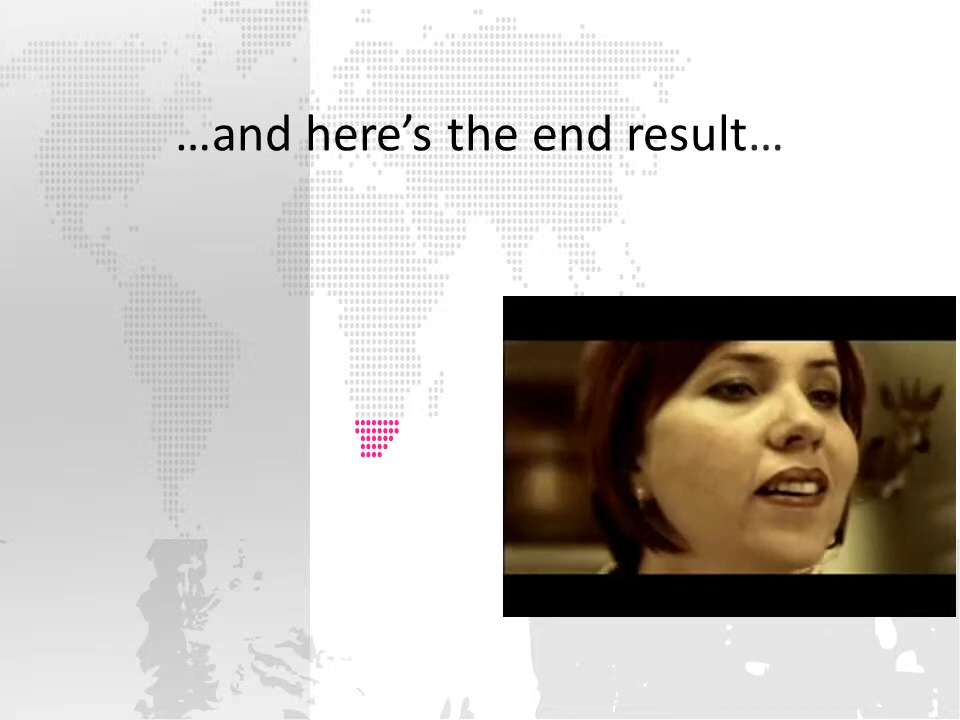 …and here’s the end result…